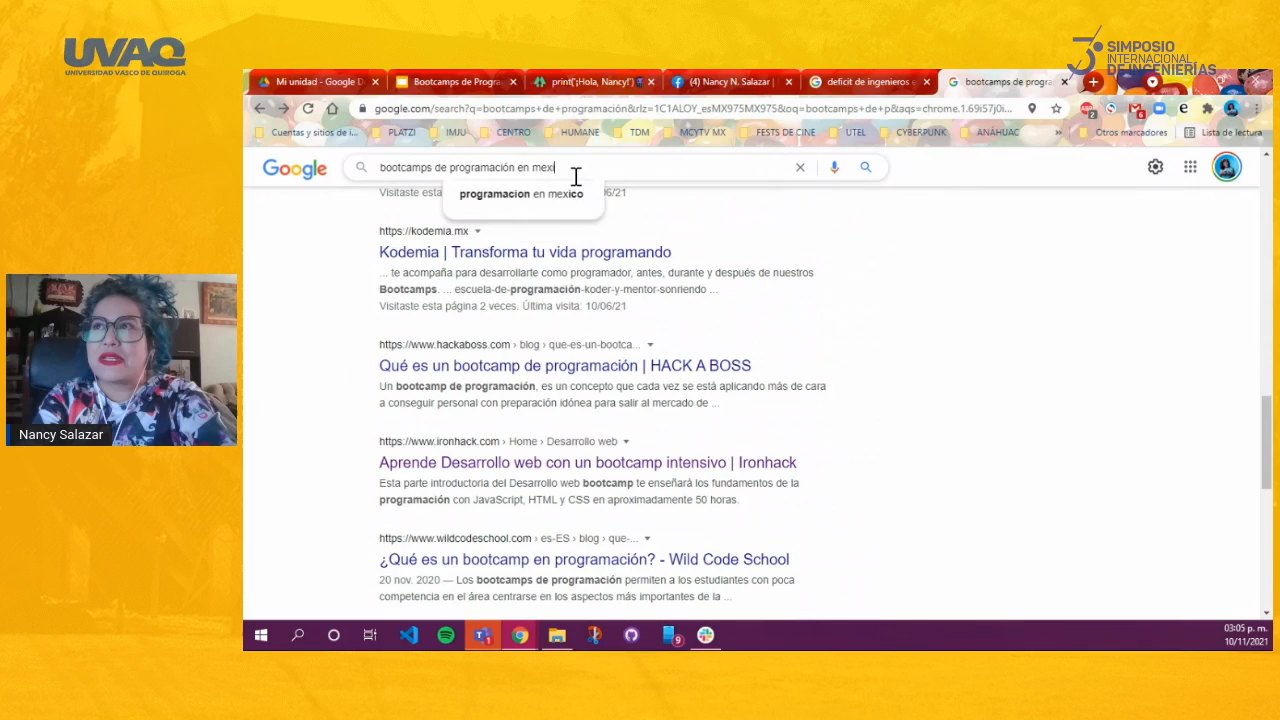 UVAQ
UNIVERSIDAD VASCO DE QUIROGA
3
SIMPOSIO
INTERNACIONAL
DE INGENIERÍAS
Mi unidad - Google D
Bootcamps de Progra
print("¡Hola, Nancy!")
(4) Nancy N. Salazar |
deficit de ingenieros e
bootcamps de progra
google.com/search?q=bootcamps+de+programación&rlz=1C1ALOY_esMX975MX975&oq=bootcamps+de+p&aqs=chrome.1.69i57j0i...
Cuentas y sitios de i...
PLATZI
IMJU
CENTRO
HUMANE
TDM
MCYTV MX
FESTS DE CINE
UTEL
CYBERPUNK
ANÁHUAC
»
Otros marcadores
Lista de lectura
Google
bootcamps de programación en mexi
programacion en mexico
Visitaste esta
06/21
https://kodemia.mx
Kodemia | Transforma tu vida programando
... te acompaña para desarrollarte como programador, antes, durante y después de nuestros
Bootcamps. ... escuela-de-programación-koder-y-mentor-sonriendo ...
Visitaste esta página 2 veces. Última visita: 10/06/21
https://www.hackaboss.com › blog › que-es-un-bootca...
Qué es un bootcamp de programación | HACK A BOSS
Un bootcamp de programación, es un concepto que cada vez se está aplicando más de cara
a conseguir personal con preparación idónea para salir al mercado de ...
https://www.ironhack.com › Home › Desarrollo web
Aprende Desarrollo web con un bootcamp intensivo | Ironhack
Esta parte introductoria del Desarrollo web bootcamp te enseñará los fundamentos de la
programación con JavaScript, HTML y CSS en aproximadamente 50 horas.
https://www.wildcodeschool.com › es-ES › blog › que-...
¿Qué es un bootcamp en programación? - Wild Code School
20 nov. 2020 — Los bootcamps de programación permiten a los estudiantes con poca
competencia en el área centrarse en los aspectos más importantes de la ...
Nancy Salazar
03:05 p. m.
10/11/2021